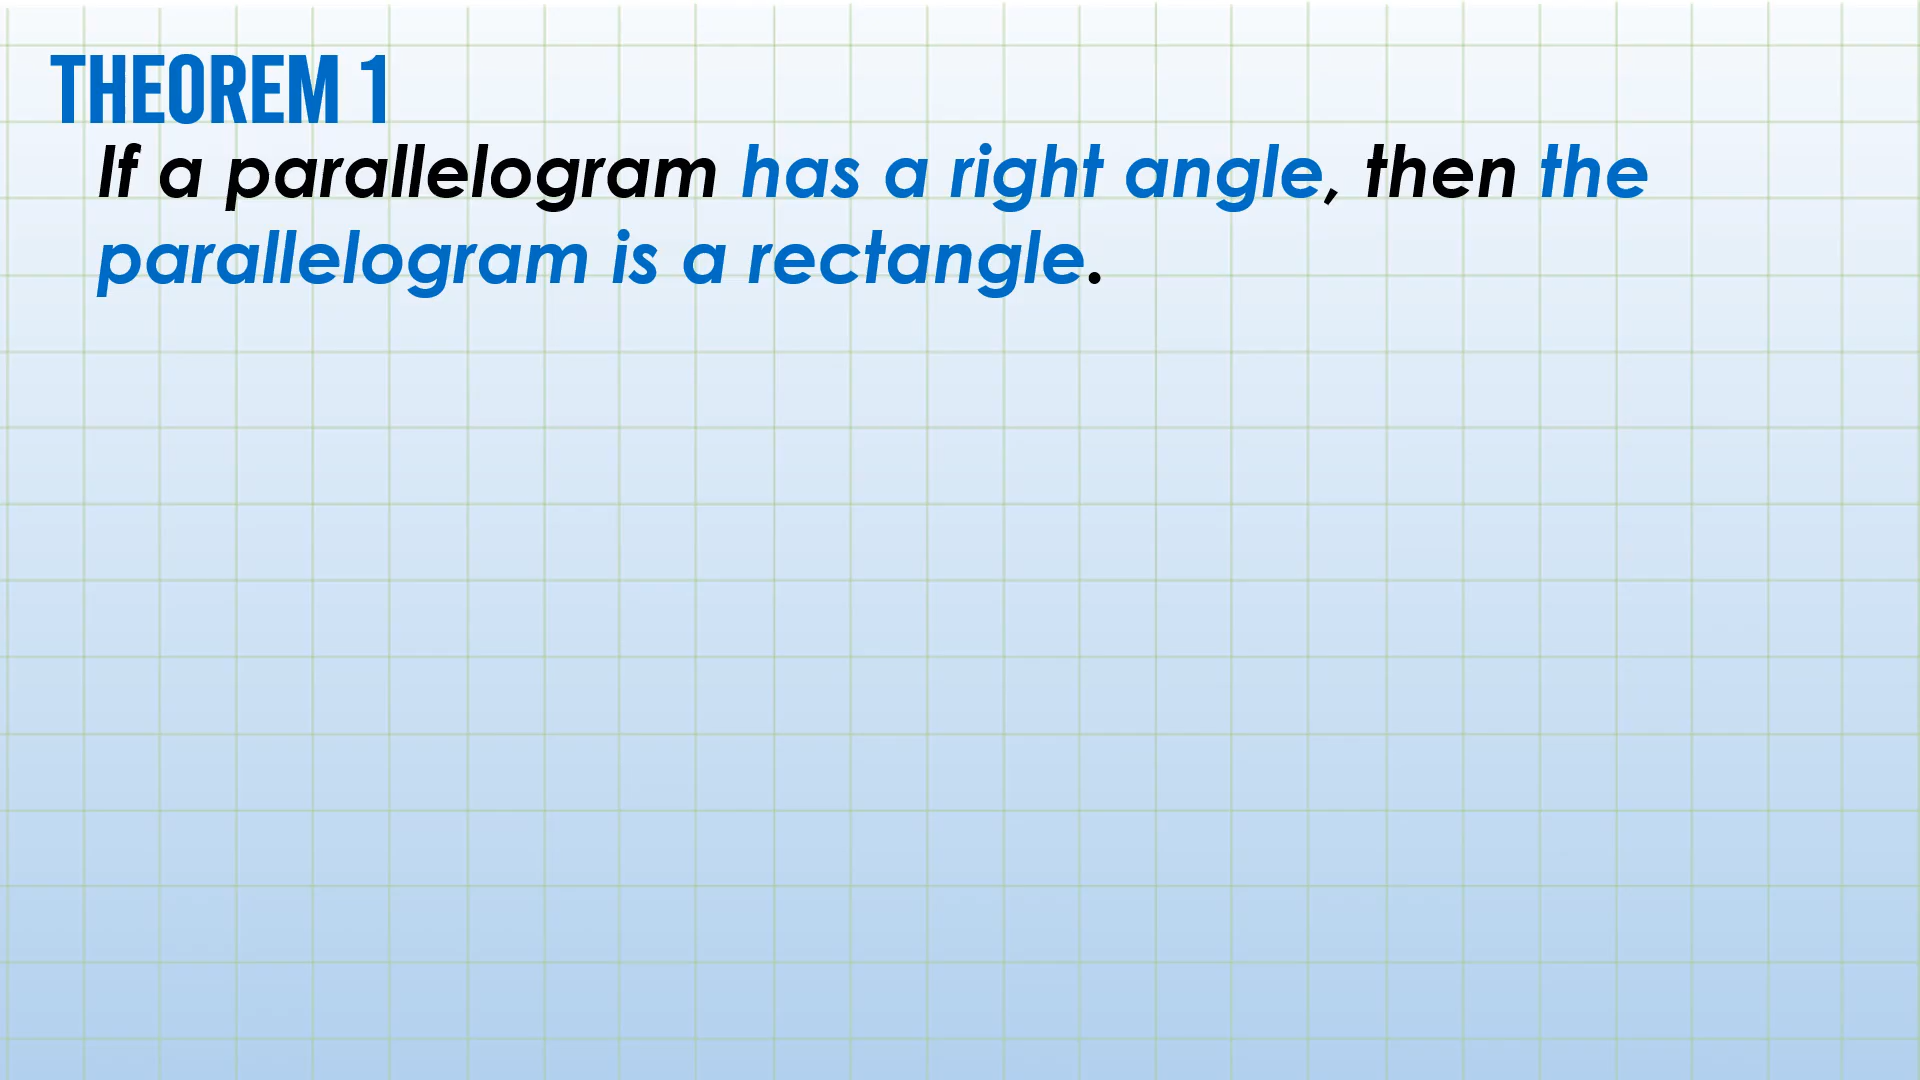 THEOREM 1
If a parallelogram has a right angle, then the
parallelogram is a rectangle.